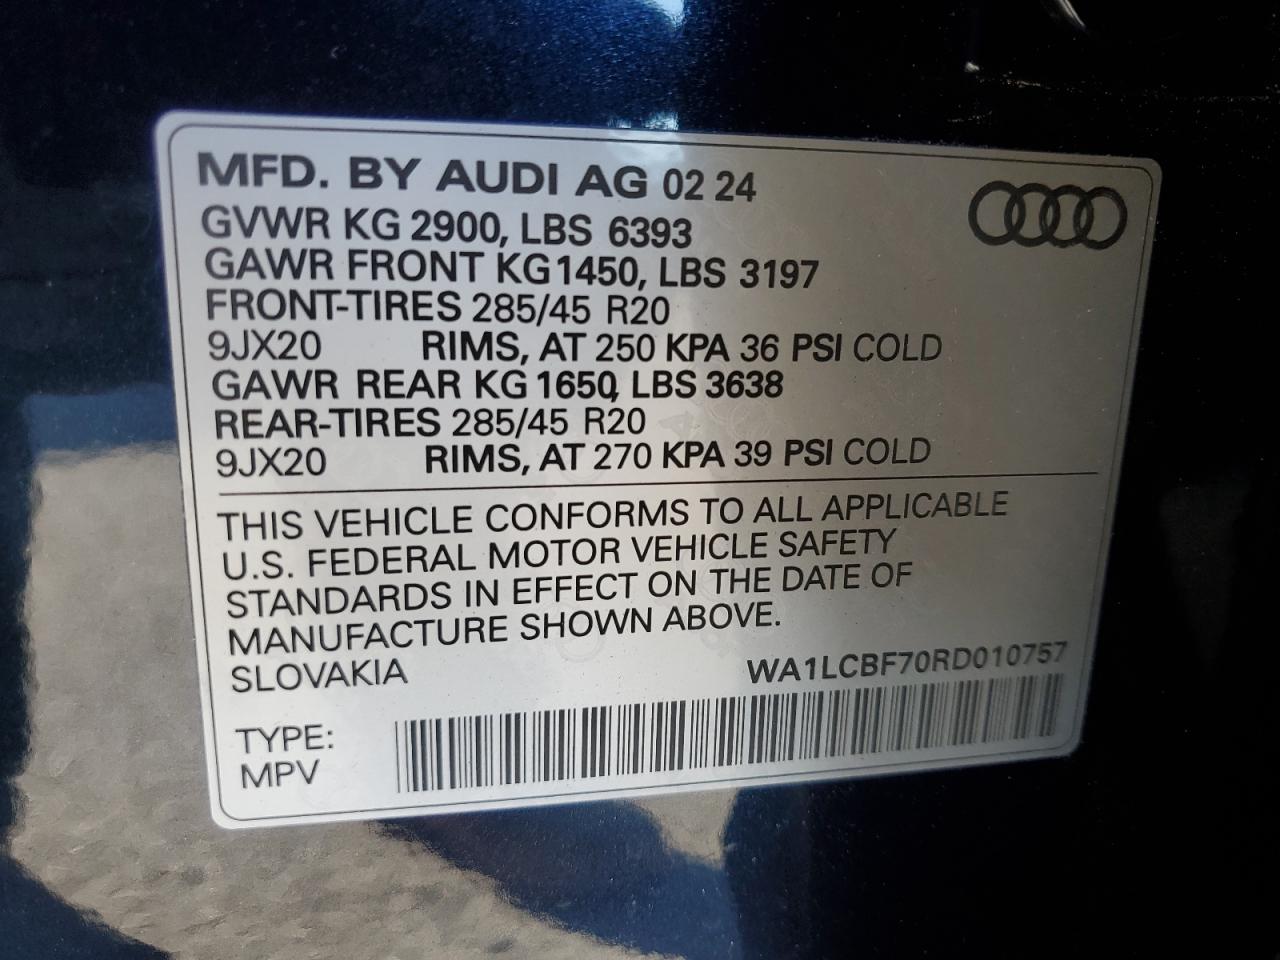 MFD. BY AUDI AG 02 24
GVWR KG 2900, LBS 6393
GAWR FRONT KG 1450, LBS 3197
FRONT-TIRES 285/45 R20
9JX20 RIMS, AT 250 KPA 36 PSI COLD
GAWR REAR KG 1650, LBS 3638
REAR-TIRES 285/45 R20
9JX20 RIMS, AT 270 KPA 39 PSI COLD
THIS VEHICLE CONFORMS TO ALL APPLICABLE
U.S. FEDERAL MOTOR VEHICLE SAFETY
STANDARDS IN EFFECT ON THE DATE OF
MANUFACTURE SHOWN ABOVE.
SLOVAKIA WA1LCBF70RD010757
TYPE:
MPV